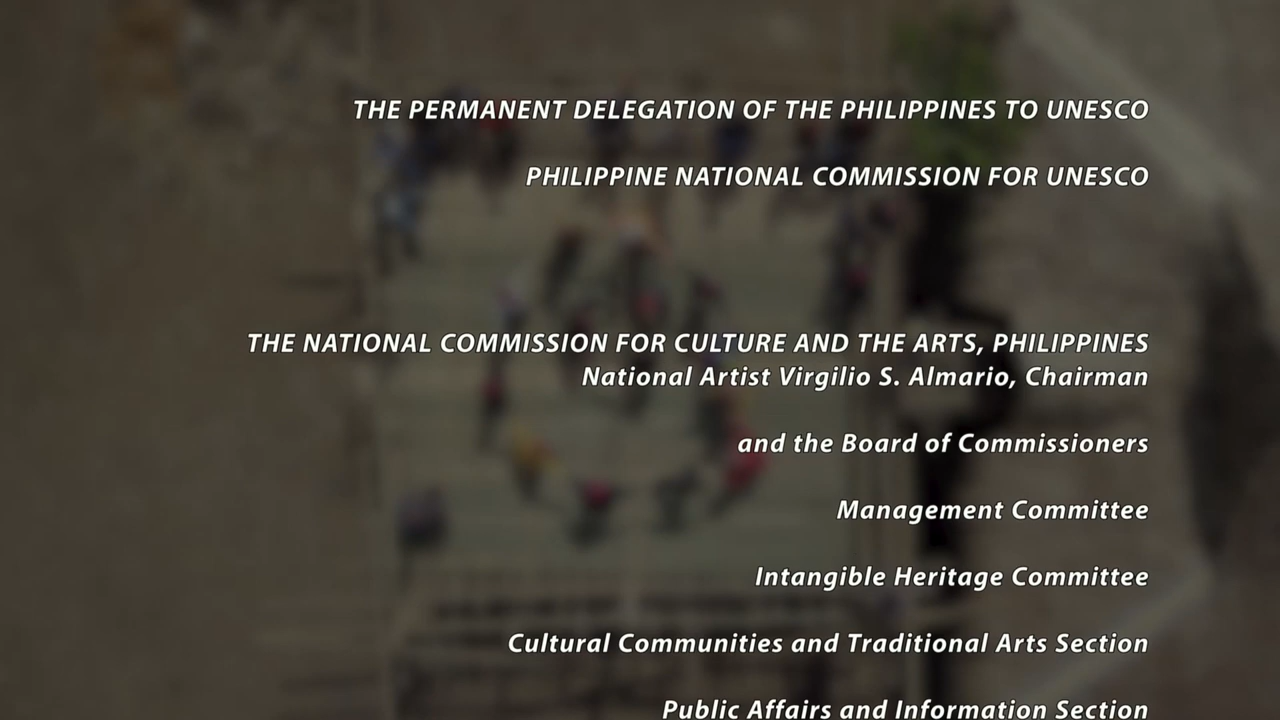 THE PERMANENT DELEGATION OF THE PHILIPPINES TO UNESCO
PHILIPPINE NATIONAL COMMISSION FOR UNESCO
THE NATIONAL COMMISSION FOR CULTURE AND THE ARTS, PHILIPPINES
National Artist Virgilio S. Almario, Chairman
and the Board of Commissioners
Management Committee
Intangible Heritage Committee
Cultural Communities and Traditional Arts Section
Public Affairs and Information Section